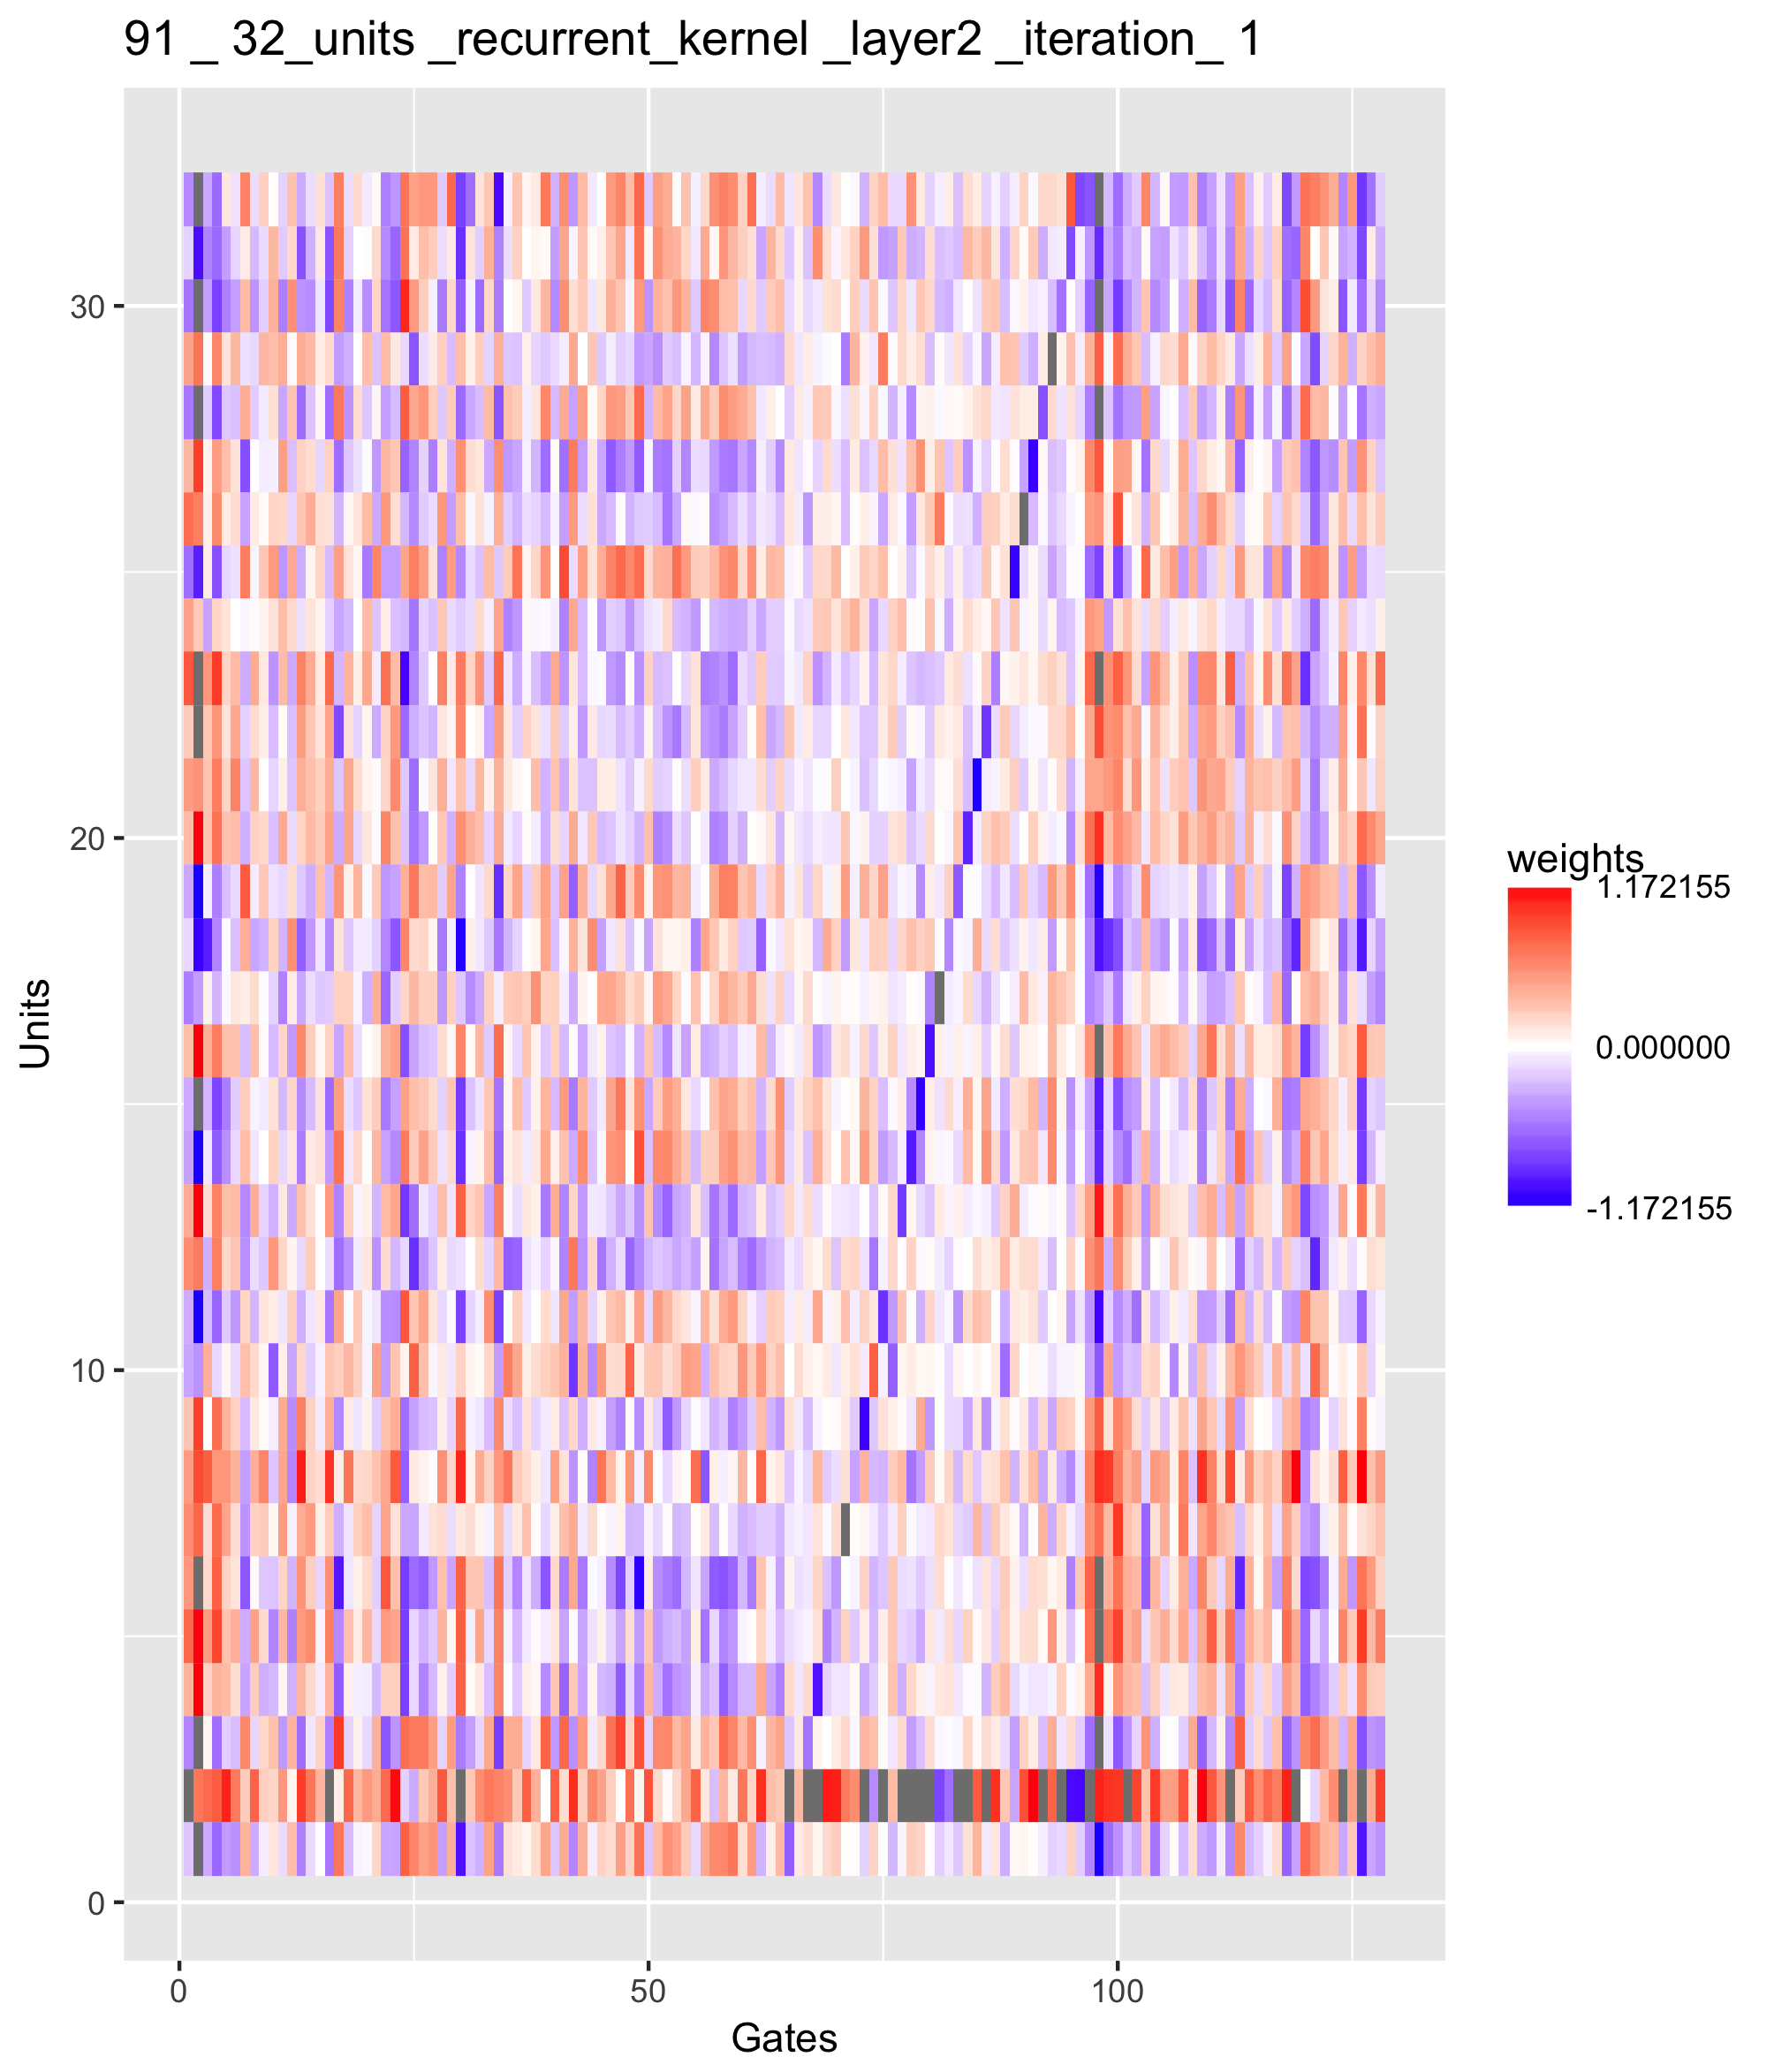 91 _ 32_units _recurrent_kernel _layer2 _iteration_ 1
30
20
10
0
Units
0 50 100
Gates
weights
1.172155
0.000000
-1.172155